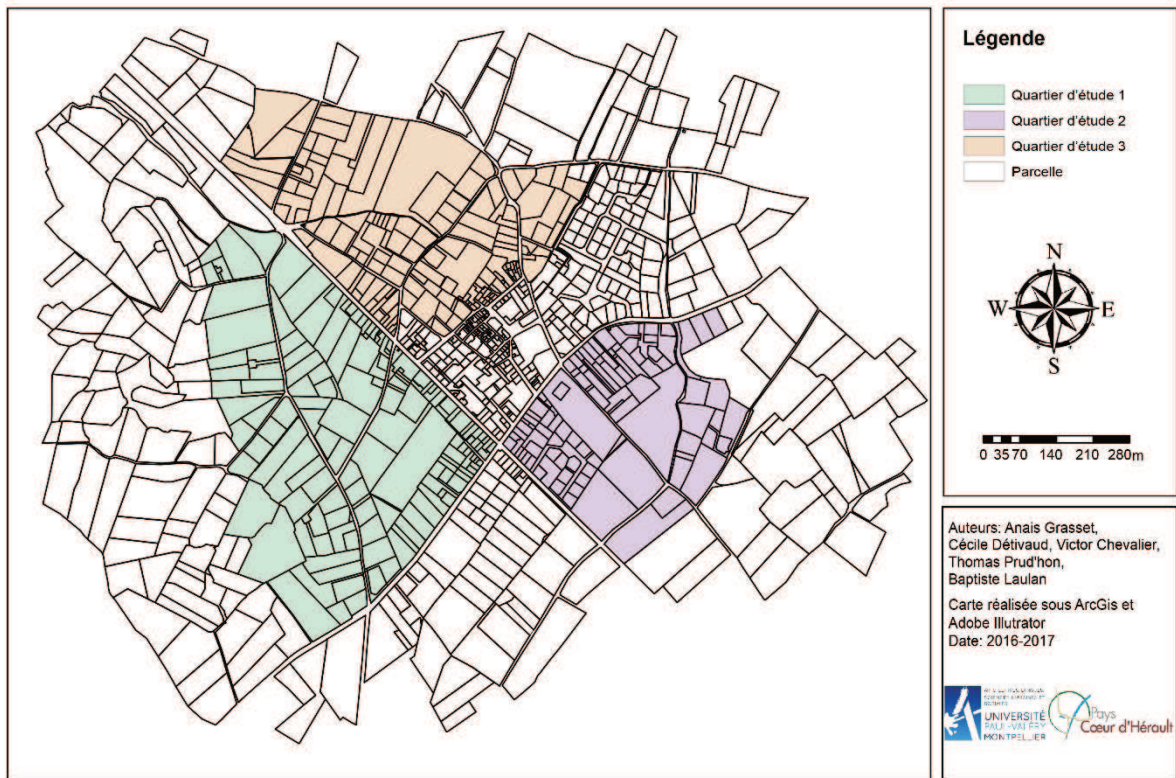 Légende
Quartier d'étude 1
Quartier d'étude 2
Quartier d'étude 3
Parcelle
N
W E
S
0 35 70 140 210 280m
Auteurs: Anais Grasset,
Cécile Détivaud, Victor Chevalier,
Thomas Prud'hon,
Baptiste Laulan
Carte réalisée sous ArcGis et
Adobe Illutrator
Date: 2016-2017
UNIVERSITÉ
PAUL-VALÉRY
MONTPELLIER
Pays
Cœur d'Hérault